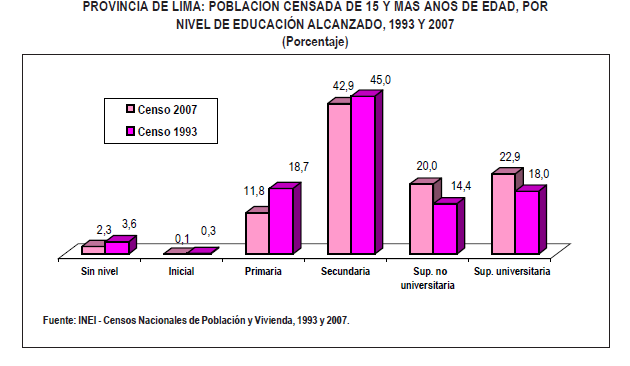 PROVINCIA DE LIMA: POBLACION CENSADA DE 15 Y MAS AÑOS DE EDAD, POR
NIVEL DE EDUCACIÓN ALCANZADO, 1993 Y 2007
(Porcentaje)
42,9 45,0
Censo 2007
Censo 1993
11,8 18,7
20,0 14,4
22,9 18,0
2,3 3,6
0,1 0,3
Sin nivel Inicial Primaria Secundaria Sup. no Sup. universitaria
universitaria
Fuente: INEI - Censos Nacionales de Población y Vivienda, 1993 y 2007.